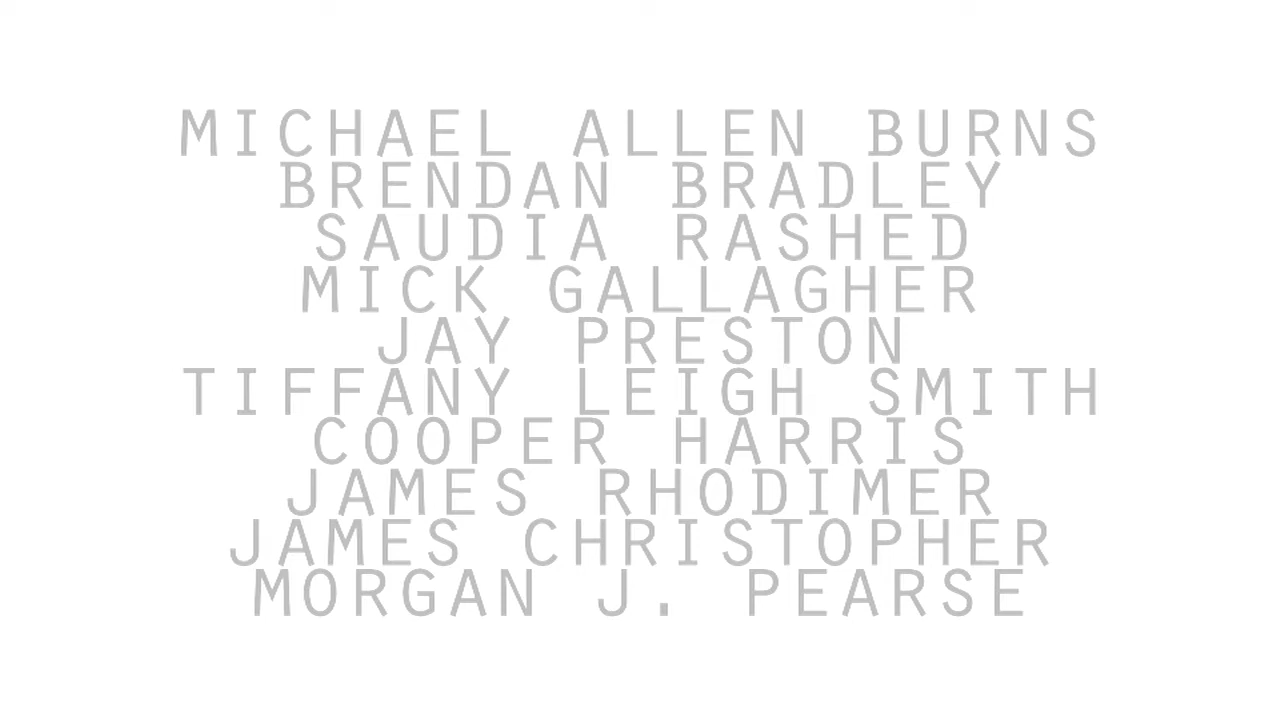 MICHAEL ALLEN BURNS
BRENDAN BRADLEY
SAUDIA RASHED
MICK GALLAGHER
JAY PRESTON
TIFFANY LEIGH SMITH
COOPER HARRIS
JAMES RHODIMER
JAMES CHRISTOPHER
MORGAN J. PEARSE